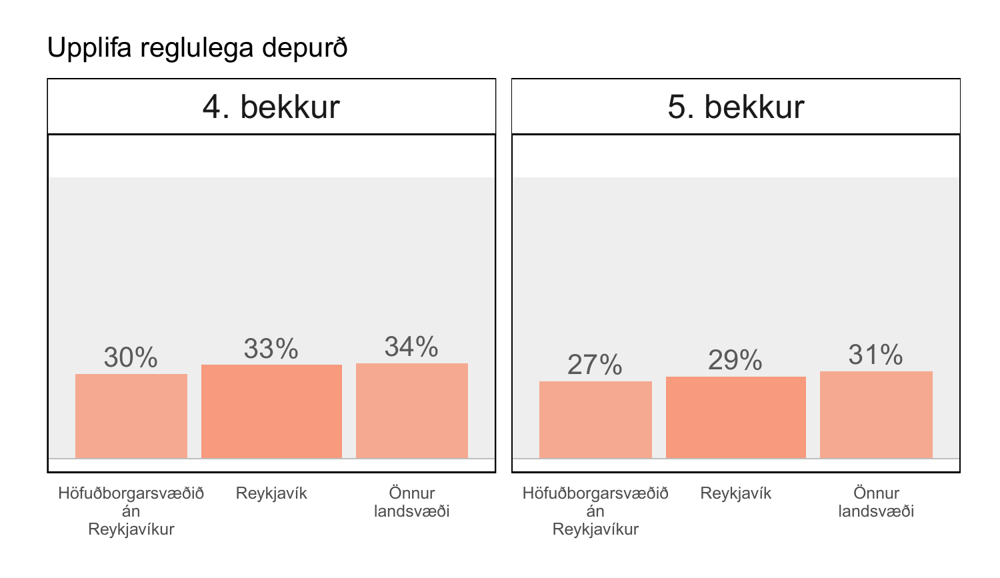 Upplifa reglulega depurð
4. bekkur
30%
33%
34%
Höfuðborgarsvæðið
án
Reykjavíkur
Reykjavík
Önnur
landsvæði
5. bekkur
27%
29%
31%
Höfuðborgarsvæðið
án
Reykjavíkur
Reykjavík
Önnur
landsvæði